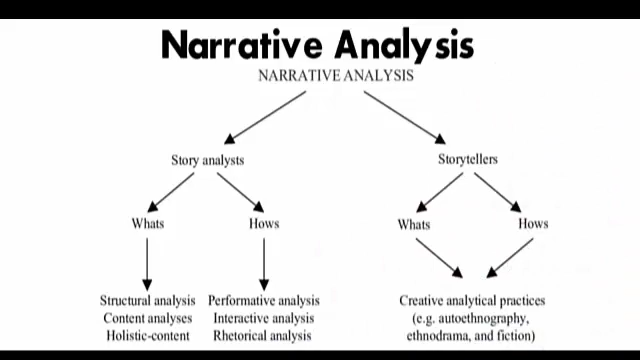 Narrative Analysis
NARRATIVE ANALYSIS
Story analysts
Storytellers
Whats
Hows
Whats
Hows
Structural analysis
Content analyses
Holistic-content
Performative analysis
Interactive analysis
Rhetorical analysis
Creative analytical practices
(e.g. autoethnography,
ethnodrama, and fiction)